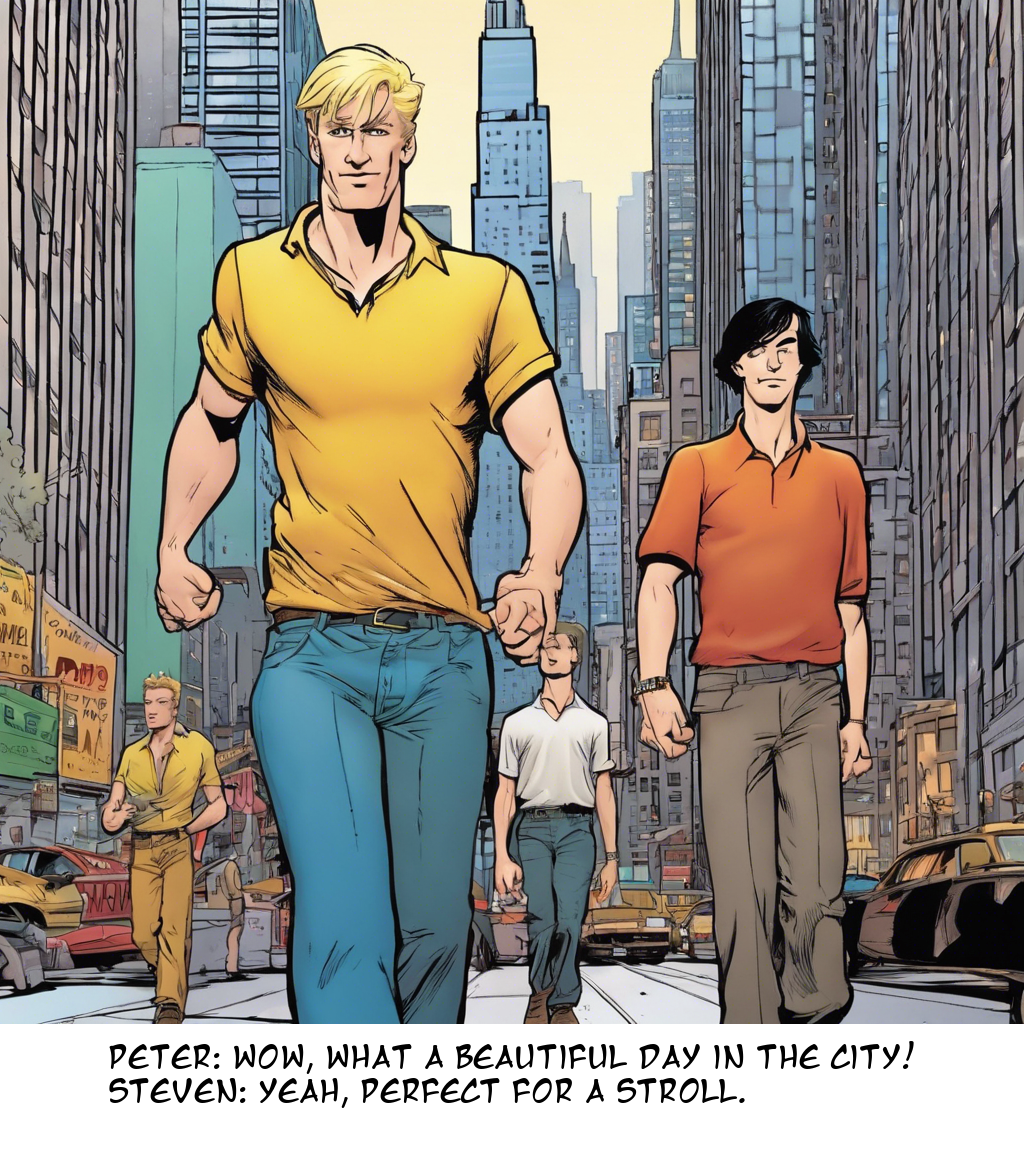 PETER: WOW, WHAT A BEAUTIFUL DAY IN THE CITY!
STEVEN: YEAH, PERFECT FOR A STROLL.